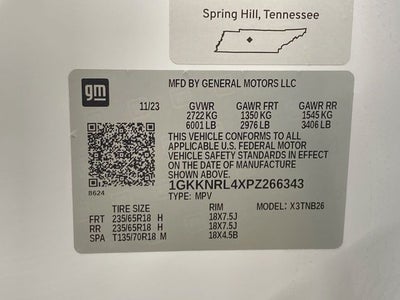 Spring Hill, Tennessee
gm
MFD BY GENERAL MOTORS LLC
11/23 GVWR GAWR FRT GAWR RR
2722 KG 1350 KG 1545 KG
6001 LB 2976 LB 3406 LB
THIS VEHICLE CONFORMS TO ALL
APPLICABLE U.S. FEDERAL MOTOR
VEHICLE SAFETY STANDARDS IN EFFECT
ON THE DATE OF MANUFACTURE
SHOWN ABOVE
1GKKNRL4XPZ266343
8624
TYPE: MPV
TIRE SIZE RIM MODEL: X3TNB26
FRT 235/65R18 H 18X7.5J
RR 235/65R18 H 18X7.5J
SPA T135/70R18 M 18X4.5B